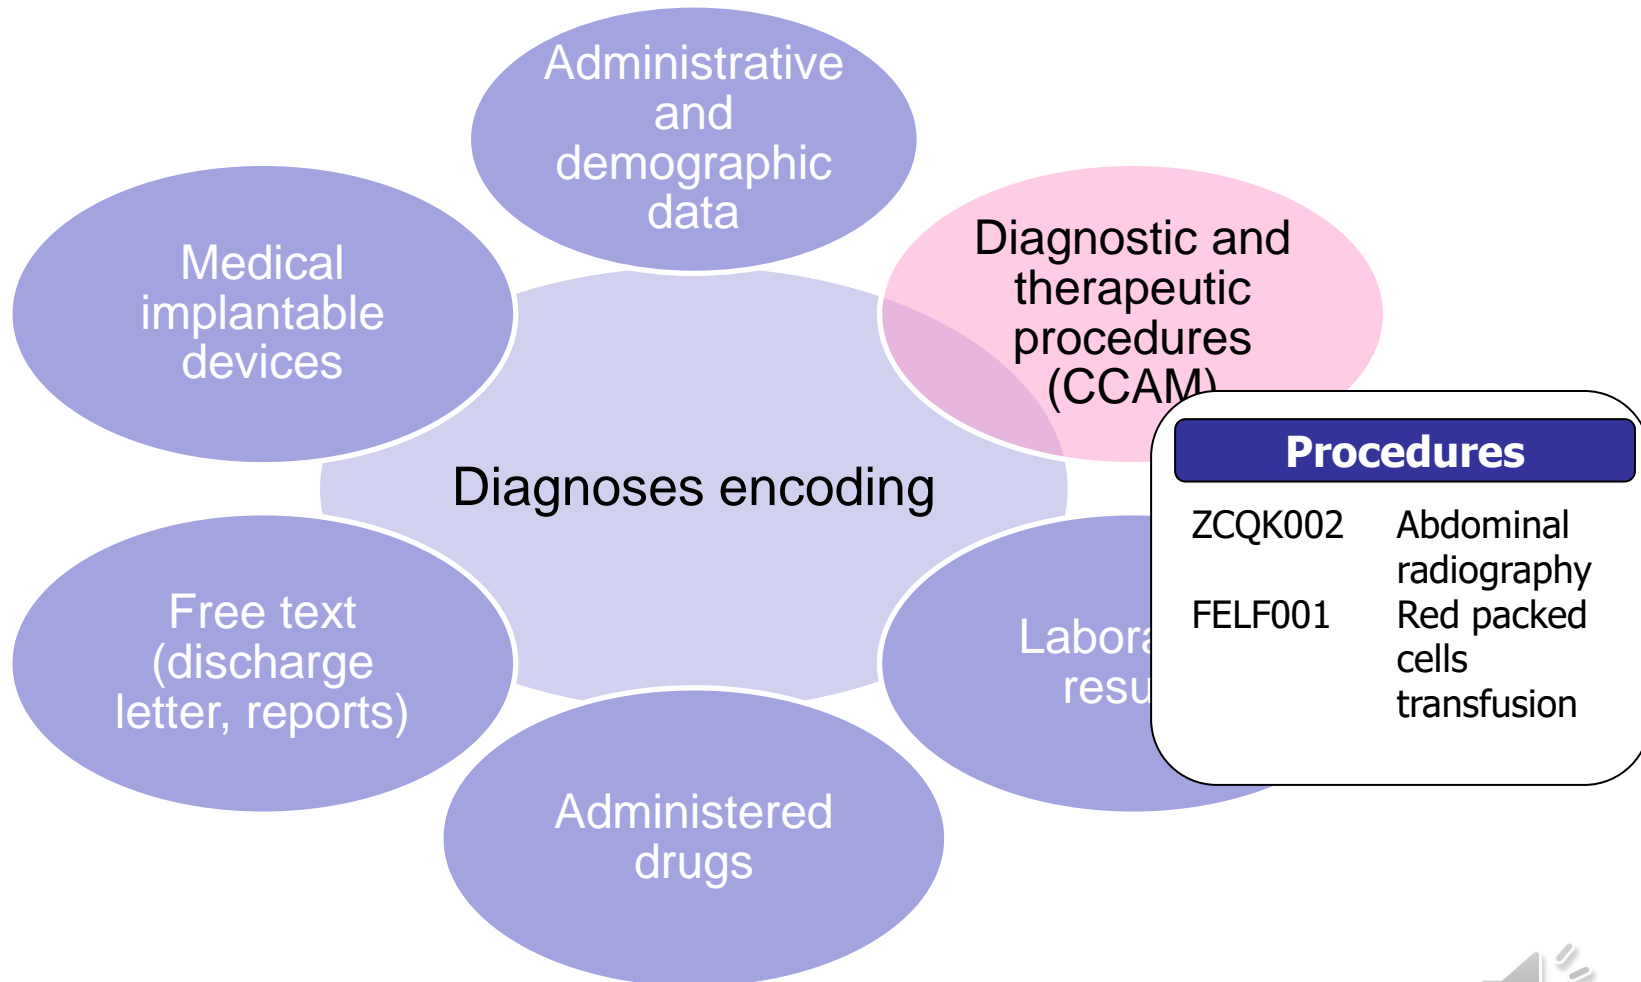 Administrative
and
demographic
data
Medical
implantable
devices
Diagnostic and
therapeutic
procedures
(CCAM)
Diagnoses encoding
Procedures
ZCQK002 Abdominal
radiography
FELF001 Red packed
cells
transfusion
Free text
(discharge
letter, reports)
Administered
drugs